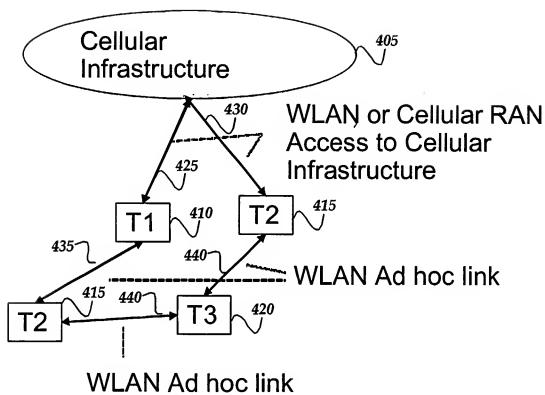 Cellular
Infrastructure
405
430
WLAN or Cellular RAN
Access to Cellular
Infrastructure
425
T1
410
T2
415
435
440
WLAN Ad hoc link
415
T2
440
T3
420
WLAN Ad hoc link